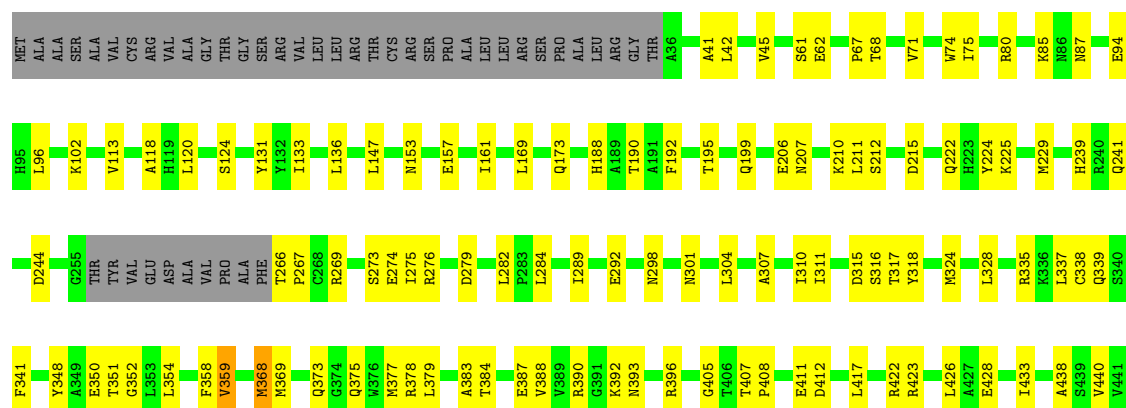 MET ALA ALA SER ALA VAL CYS ARG VAL ALA GLY THR GLY SER ARG VAL LEU LEU ARG THR CYS ARG SER PRO ALA LEU LEU ARG SER PRO ALA LEU ARG GLY THR A36 A41 L42 V45 S61 E62 P67 T68 V71 W74 I75 R80 K85 N86 N87 E94
H95 L96 K102 V113 A118 H119 L120 S124 Y131 Y132 I133 L136 L147 N153 E157 I161 L169 Q173 H188 A189 T190 A191 F192 T195 Q199 E206 N207 K210 L211 S212 D215 Q222 H223 Y224 K225 M229 H239 R240 Q241
D244 G255 THR TYR VAL GLU ASP ALA VAL PRO ALA PHE T266 P267 C268 R269 S273 E274 I275 R276 D279 L282 P283 L284 I289 E292 N298 N301 L304 A307 I310 I311 D315 S316 T317 Y318 M324 L328 R335 K336 L337 C338 Q339 S340
F341 Y348 A349 E350 T351 G352 L353 L354 F358 V359 M368 M369 Q373 G374 Q375 W376 M377 R378 L379 A383 T384 E387 V388 V389 R390 G391 K392 N393 R396 G405 T406 T407 P408 E411 D412 L417 R422 R423 L426 A427 E428 I433 A438 S439 V440 V441